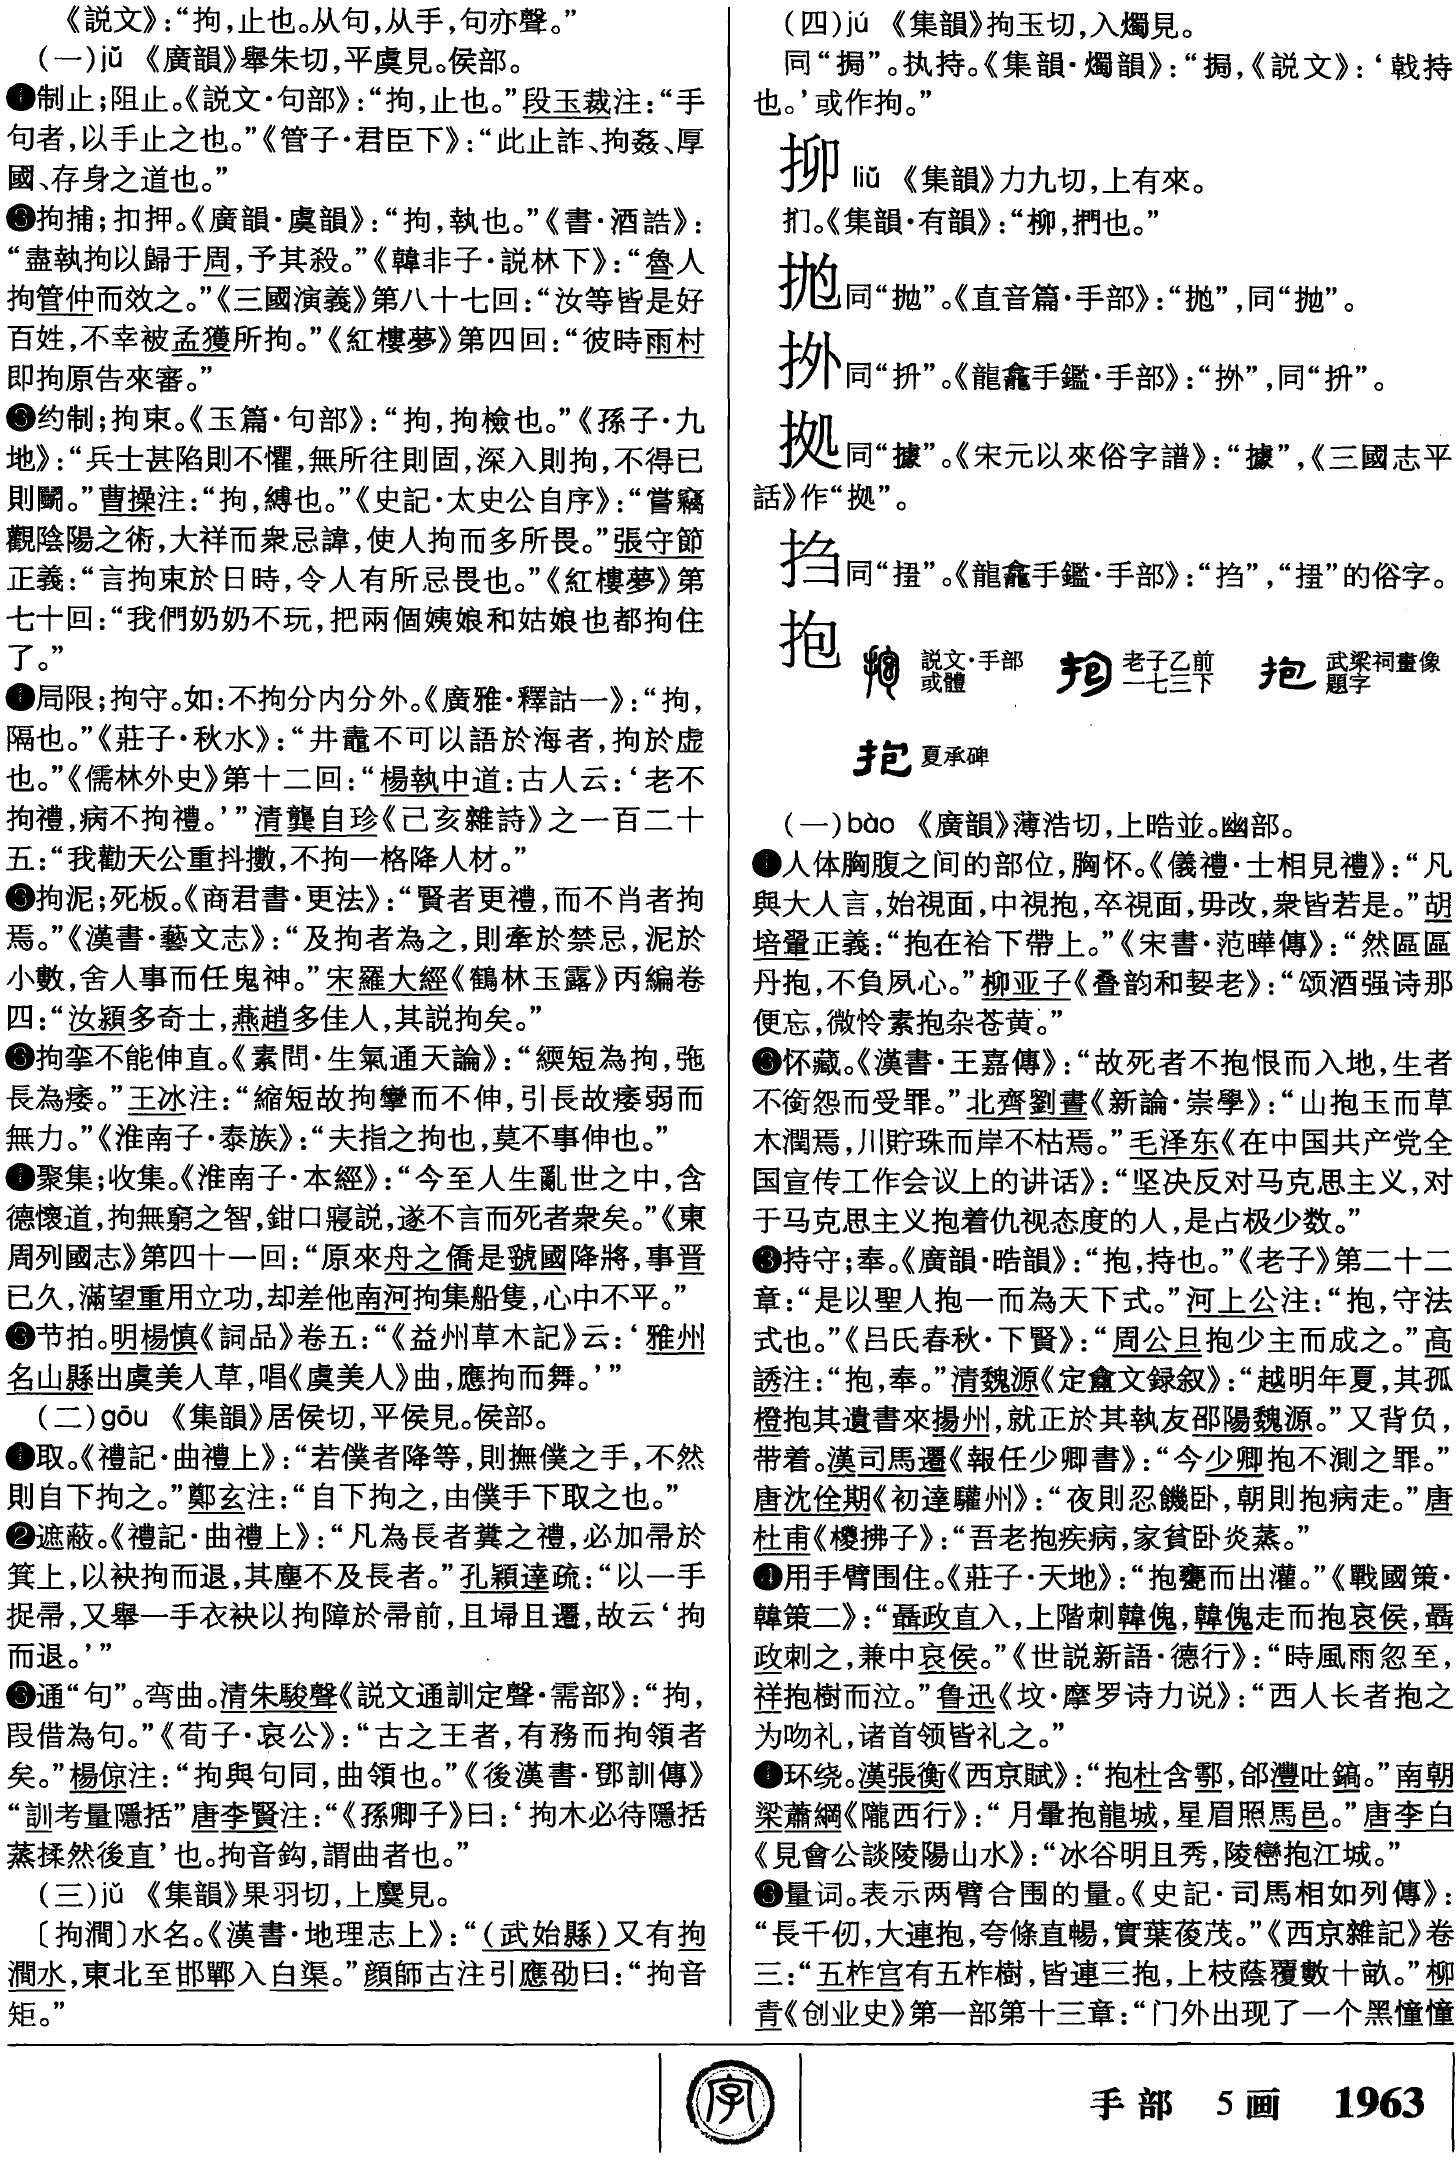 《説文》：“拘，止也。从句，从手，句亦聲。”
（一）jū 《廣韻》舉朱切，平虞見。侯部。
❶制止；阻止。《説文·句部》：“拘，止也。”段玉裁注：“手
句者，以手止之也。”《管子·君臣下》：“此止詐、拘姦、厚
國、存身之道也。”
❷拘捕；扣押。《廣韻·虞韻》：“拘，執也。”《書·酒誥》：
“盡執拘以歸于周，予其殺。”《韓非子·説林下》：“魯人
拘管仲而效之。”《三國演義》第八十七回：“汝等皆是好
百姓，不幸被孟獲所拘。”《紅樓夢》第四回：“彼時雨村
即拘原告來審。”
❸约制；拘束。《玉篇·句部》：“拘，拘檢也。”《孫子·九
地》：“兵士甚陷則不懼，無所往則固，深入則拘，不得已
則鬭。”曹操注：“拘，縛也。”《史記·太史公自序》：“嘗竊
觀陰陽之術，大祥而衆忌諱，使人拘而多所畏。”張守節
正義：“言拘束於日時，令人有所忌畏也。”《紅樓夢》第
七十回：“我們奶奶不玩，把兩個姨娘和姑娘也都拘住
了。”
❹局限；拘守。如：不拘分内分外。《廣雅·釋詁一》：“拘，
隔也。”《莊子·秋水》：“井鼃不可以語於海者，拘於虚
也。”《儒林外史》第十二回：“楊執中道：古人云：‘老不
拘禮，病不拘禮。’”清龔自珍《己亥雜詩》之一百二十
五：“我勸天公重抖擻，不拘一格降人材。”
❺拘泥；死板。《商君書·更法》：“賢者更禮，而不肖者拘
焉。”《漢書·藝文志》：“及拘者為之，則牽於禁忌，泥於
小數，舍人事而任鬼神。”宋羅大經《鶴林玉露》丙編卷
四：“汝潁多奇士，燕趙多佳人，其説拘矣。”
❻拘挛不能伸直。《素問·生氣通天論》：“緛短為拘，弛
長為痿。”王冰注：“縮短故拘攣而不伸，引長故痿弱而
無力。”《淮南子·泰族》：“夫指之拘也，莫不事伸也。”
❼聚集；收集。《淮南子·本經》：“今至人生亂世之中，含
德懷道，拘無窮之智，鉗口寢説，遂不言而死者衆矣。”《東
周列國志》第四十一回：“原來舟之僑是虢國降將，事晋
已久，滿望重用立功，却差他南河拘集船隻，心中不平。”
❽节拍。明楊慎《詞品》卷五：“《益州草木記》云：‘雅州
名山縣出虞美人草，唱《虞美人》曲，應拘而舞。’”
（二）gōu 《集韻》居侯切，平侯見。侯部。
❶取。《禮記·曲禮上》：“若僕者降等，則撫僕之手，不然
則自下拘之。”鄭玄注：“自下拘之，由僕手下取之也。”
❷遮蔽。《禮記·曲禮上》：“凡為長者糞之禮，必加帚於
箕上，以袂拘而退，其塵不及長者。”孔穎達疏：“以一手
捉帚，又舉一手衣袂以拘障於帚前，且埽且遷，故云‘拘
而退。’”
❸通“句”。弯曲。清朱駿聲《説文通訓定聲·需部》：“拘，
叚借為句。”《荀子·哀公》：“古之王者，有務而拘領者
矣。”楊倞注：“拘與句同，曲領也。”《後漢書·鄧訓傳》
“訓考量隱括”唐李賢注：“《孫卿子》曰：‘拘木必待隱括
蒸揉然後直’也。拘音鈎，謂曲者也。”
（三）jǔ 《集韻》果羽切，上麌見。
〔拘澗〕水名。《漢書·地理志上》：“（武始縣）又有拘
澗水，東北至邯鄲入白渠。”顔師古注引應劭曰：“拘音
矩。”
（四）jú 《集韻》拘玉切，入燭見。
同“挶”。执持。《集韻·燭韻》：“挶，《説文》：‘戟持
也。’或作拘。”
抑 liǔ 《集韻》力九切，上有來。
扪。《集韻·有韻》：“柳，捫也。”
拋同“抛”。《直音篇·手部》：“抛”，同“抛”。
㧈同“抍”。《龍龕手鑑·手部》：“㧈”，同“抍”。
㧯同“據”。《宋元以來俗字譜》：“據”，《三國志平
話》作“㧯”。
㧟同“㧱”。《龍龕手鑑·手部》：“㧟”，“㧱”的俗字。
抱
説文·手部
或體
老子乙前
一七三下
武梁祠畫像
題字
夏承碑
（一）bào 《廣韻》薄浩切，上晧並。幽部。
❶人体胸腹之间的部位，胸怀。《儀禮·士相見禮》：“凡
與大人言，始視面，中視抱，卒視面，毋改，衆皆若是。”胡
培翬正義：“抱在袷下帶上。”《宋書·范曄傳》：“然區區
丹抱，不負夙心。”柳亚子《叠韵和契老》：“颂酒强诗那
便忘，微怜素抱杂苍黄。”
❷怀藏。《漢書·王嘉傳》：“故死者不抱恨而入地，生者
不銜怨而受罪。”北齊劉晝《新論·崇學》：“山抱玉而草
木潤焉，川貯珠而岸不枯焉。”毛泽东《在中国共产党全
国宣传工作会议上的讲话》：“坚决反对马克思主义，对
于马克思主义抱着仇视态度的人，是占极少数。”
❸持守；奉。《廣韻·晧韻》：“抱，持也。”《老子》第二十二
章：“是以聖人抱一而為天下式。”河上公注：“抱，守法
式也。”《吕氏春秋·下賢》：“周公旦抱少主而成之。”高
誘注：“抱，奉。”清魏源《定盦文録叙》：“越明年夏，其孤
橙抱其遺書來揚州，就正於其執友邵陽魏源。”又背负，
带着。漢司馬遷《報任少卿書》：“今少卿抱不測之罪。”
唐沈佺期《初達驩州》：“夜則忍饑卧，朝則抱病走。”唐
杜甫《椶拂子》：“吾老抱疾病，家貧卧炎蒸。”
❹用手臂围住。《莊子·天地》：“抱甕而出灌。”《戰國策·
韓策二》：“聶政直入，上階刺韓傀，韓傀走而抱哀侯，聶
政刺之，兼中哀侯。”《世説新語·德行》：“時風雨忽至，
祥抱樹而泣。”鲁迅《坟·摩罗诗力说》：“西人长者抱之
为吻礼，诸首领皆礼之。”
❺环绕。漢張衡《西京賦》：“抱杜含鄠，欱灃吐鎬。”南朝
梁蕭綱《隴西行》：“月暈抱龍城，星眉照馬邑。”唐李白
《見會公談陵陽山水》：“冰谷明且秀，陵巒抱江城。”
❻量词。表示两臂合围的量。《史記·司馬相如列傳》：
“長千仞，大連抱，夸條直暢，實葉葰茂。”《西京雜記》卷
三：“五柞宫有五柞樹，皆連三抱，上枝蔭覆數十畝。”柳
青《创业史》第一部第十三章：“门外出现了一个黑憧憧
字
手部 5画 1963